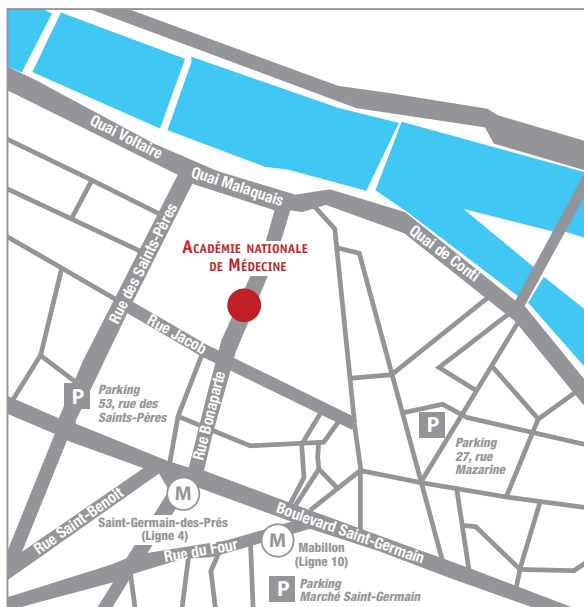 Quai Voltaire
Quai Malaquais
Quai de Conti
ACADÉMIE NATIONALE
DE MÉDECINE
Rue des Saints-Pères
Rue Jacob
Rue Bonaparte
P
Parking
53, rue des
Saints-Pères
P
Parking
27, rue
Mazarine
M
Saint-Germain-des-Prés
(Ligne 4)
Rue Saint-Benoit
Boulevard Saint-Germain
Rue du Four
M
Mabillon
(Ligne 10)
P
Parking
Marché Saint-Germain